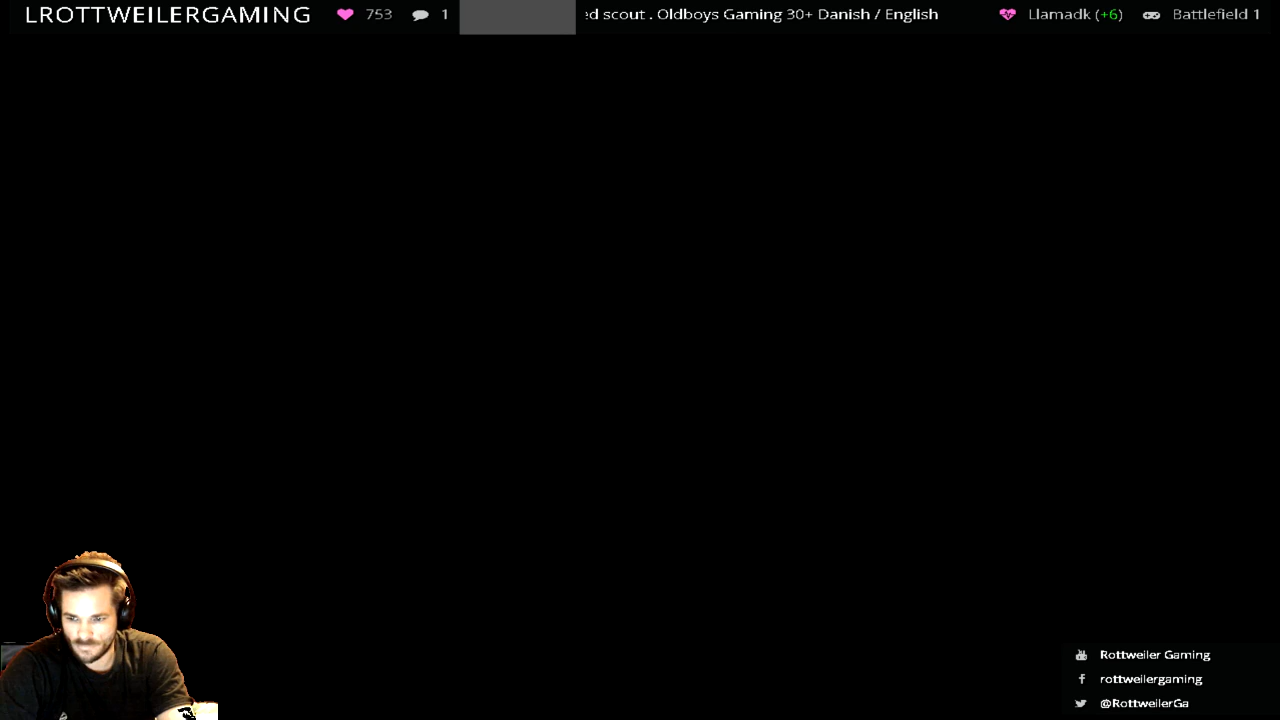 LROTTWEILERGAMING 753 1 ed scout . Oldboys Gaming 30+ Danish / English Llamadk (+6) Battlefield 1
Rottweiler Gaming
rottweilergaming
@RottweilerGa